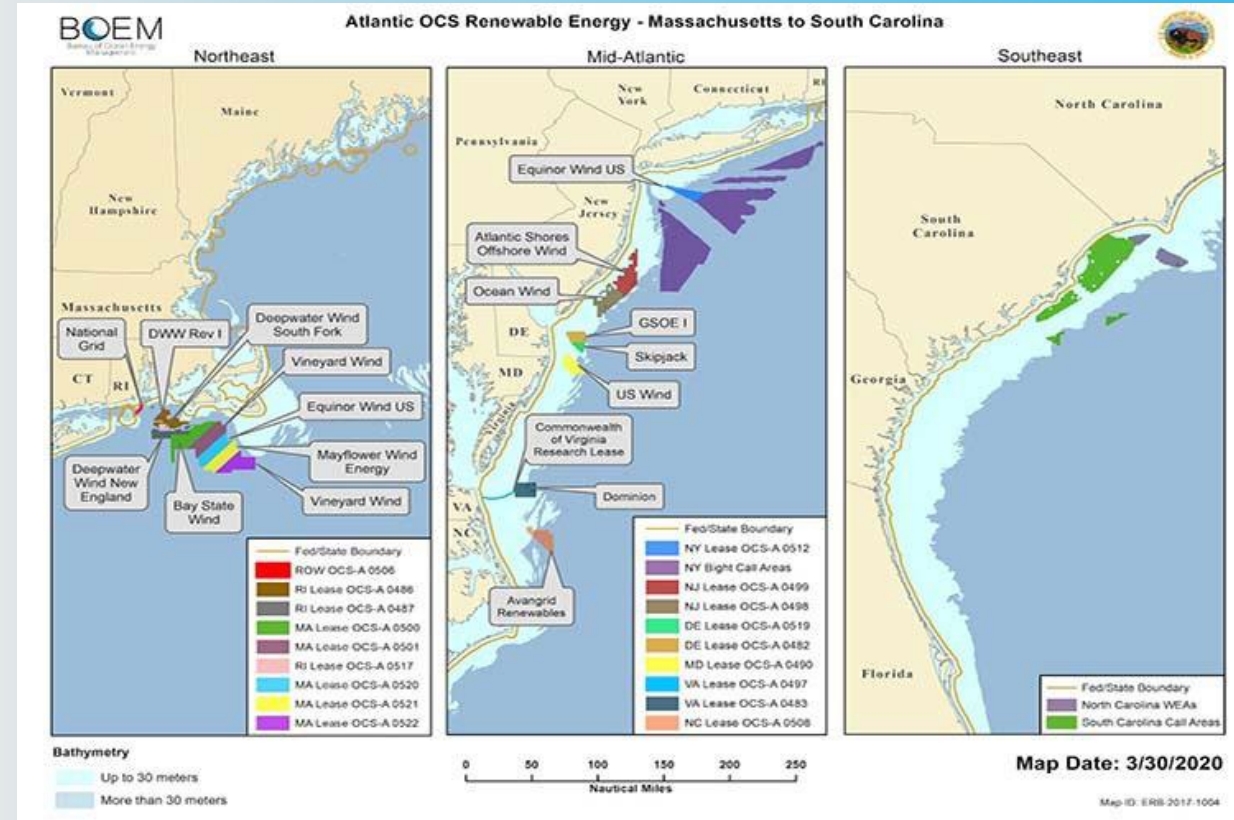 BOEM
Bureau of Ocean Energy
Management
Atlantic OCS Renewable Energy - Massachusetts to South Carolina
Northeast
Vermont
Maine
New
Hampshire
Massachusetts
National
Grid
DWW Rev I
Deepwater Wind
South Fork
Vineyard Wind
CT
RI
Equinor Wind US
Mayflower Wind
Energy
Deepwater
Wind New
England
Bay State
Wind
Vineyard Wind
Fed/State Boundary
ROW OCS-A 0506
RI Lease OCS-A 0486
RI Lease OCS-A 0487
MA Lease OCS-A 0500
MA Lease OCS-A 0501
RI Lease OCS-A 0517
MA Lease OCS-A 0520
MA Lease OCS-A 0521
MA Lease OCS-A 0522
Bathymetry
Up to 30 meters
More than 30 meters
Mid-Atlantic
New
York
Connecticut
RI
Pennsylvania
Equinor Wind US
New
Jersey
Atlantic Shores
Offshore Wind
Ocean Wind
DE
GSOE I
Skipjack
MD
US Wind
Virginia
Commonwealth
of Virginia
Research Lease
Dominion
VA
NC
Avangrid
Renewables
Fed/State Boundary
NY Lease OCS-A 0512
NY Bight Call Areas
NJ Lease OCS-A 0499
NJ Lease OCS-A 0498
DE Lease OCS-A 0519
DE Lease OCS-A 0482
MD Lease OCS-A 0490
VA Lease OCS-A 0497
VA Lease OCS-A 0483
NC Lease OCS-A 0508
0 50 100 150 200 250
Nautical Miles
Southeast
North Carolina
South
Carolina
Georgia
Florida
Fed/State Boundary
North Carolina WEAs
South Carolina Call Areas
Map Date: 3/30/2020
Map ID: ERB-2017-1004